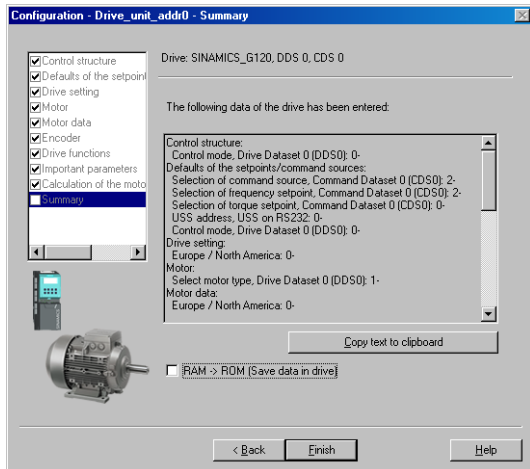 Configuration - Drive_unit_addr0 - Summary
Control structure
Defaults of the setpoint
Drive setting
Motor
Motor data
Encoder
Drive functions
Important parameters
Calculation of the moto
Summary
Drive: SINAMICS_G120, DDS 0, CDS 0
The following data of the drive has been entered:
Control structure:
Control mode, Drive Dataset 0 (DDS0): 0-
Defaults of the setpoints/command sources:
Selection of command source, Command Dataset 0 (CDS0): 2-
Selection of frequency setpoint, Command Dataset 0 (CDS0): 2-
Selection of torque setpoint, Command Dataset 0 (CDS0): 0-
USS address, USS on RS232: 0-
Control mode, Drive Dataset 0 (DDS0): 0-
Drive setting:
Europe / North America: 0-
Motor:
Select motor type, Drive Dataset 0 (DDS0): 1-
Motor data:
Europe / North America: 0-
Copy text to clipboard
RAM -> ROM (Save data in drive)
< Back
Finish
Help